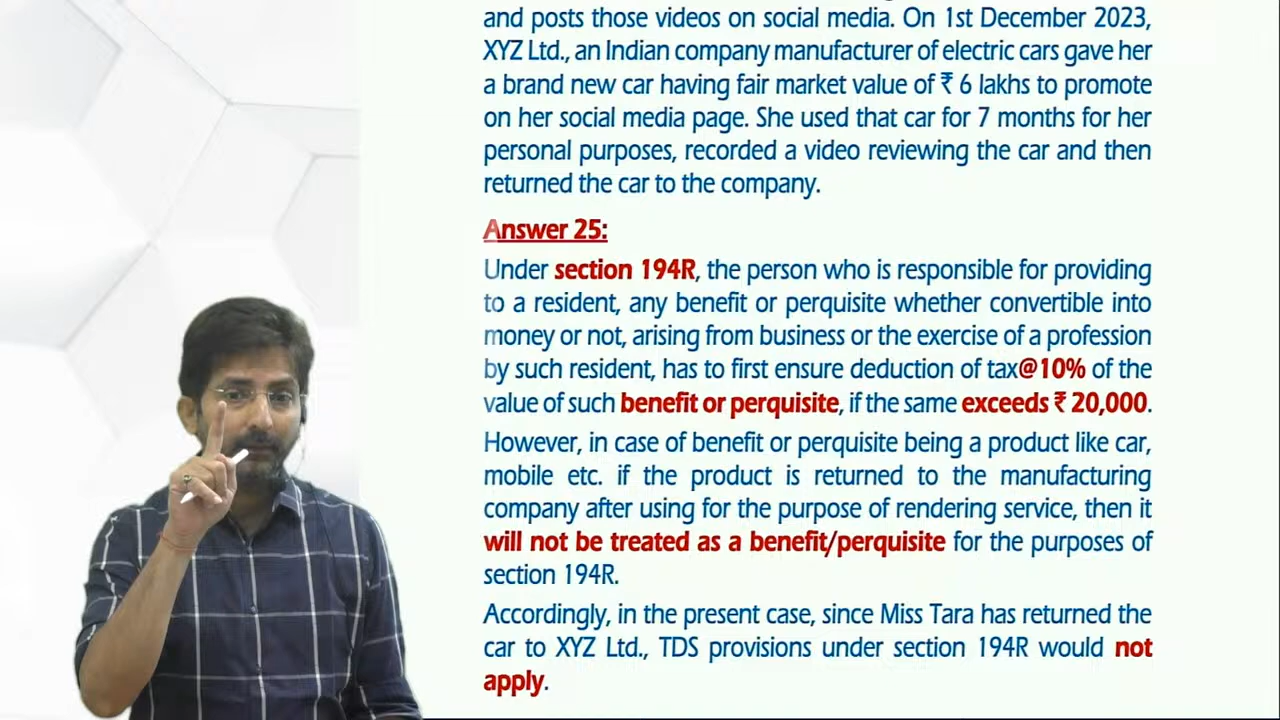 and posts those videos on social media. On 1st December 2023,
XYZ Ltd., an Indian company manufacturer of electric cars gave her
a brand new car having fair market value of ₹ 6 lakhs to promote
on her social media page. She used that car for 7 months for her
personal purposes, recorded a video reviewing the car and then
returned the car to the company.
Answer 25:
Under section 194R, the person who is responsible for providing
to a resident, any benefit or perquisite whether convertible into
money or not, arising from business or the exercise of a profession
by such resident, has to first ensure deduction of tax@10% of the
value of such benefit or perquisite, if the same exceeds ₹ 20,000.
However, in case of benefit or perquisite being a product like car,
mobile etc. if the product is returned to the manufacturing
company after using for the purpose of rendering service, then it
will not be treated as a benefit/perquisite for the purposes of
section 194R.
Accordingly, in the present case, since Miss Tara has returned the
car to XYZ Ltd., TDS provisions under section 194R would not
apply.